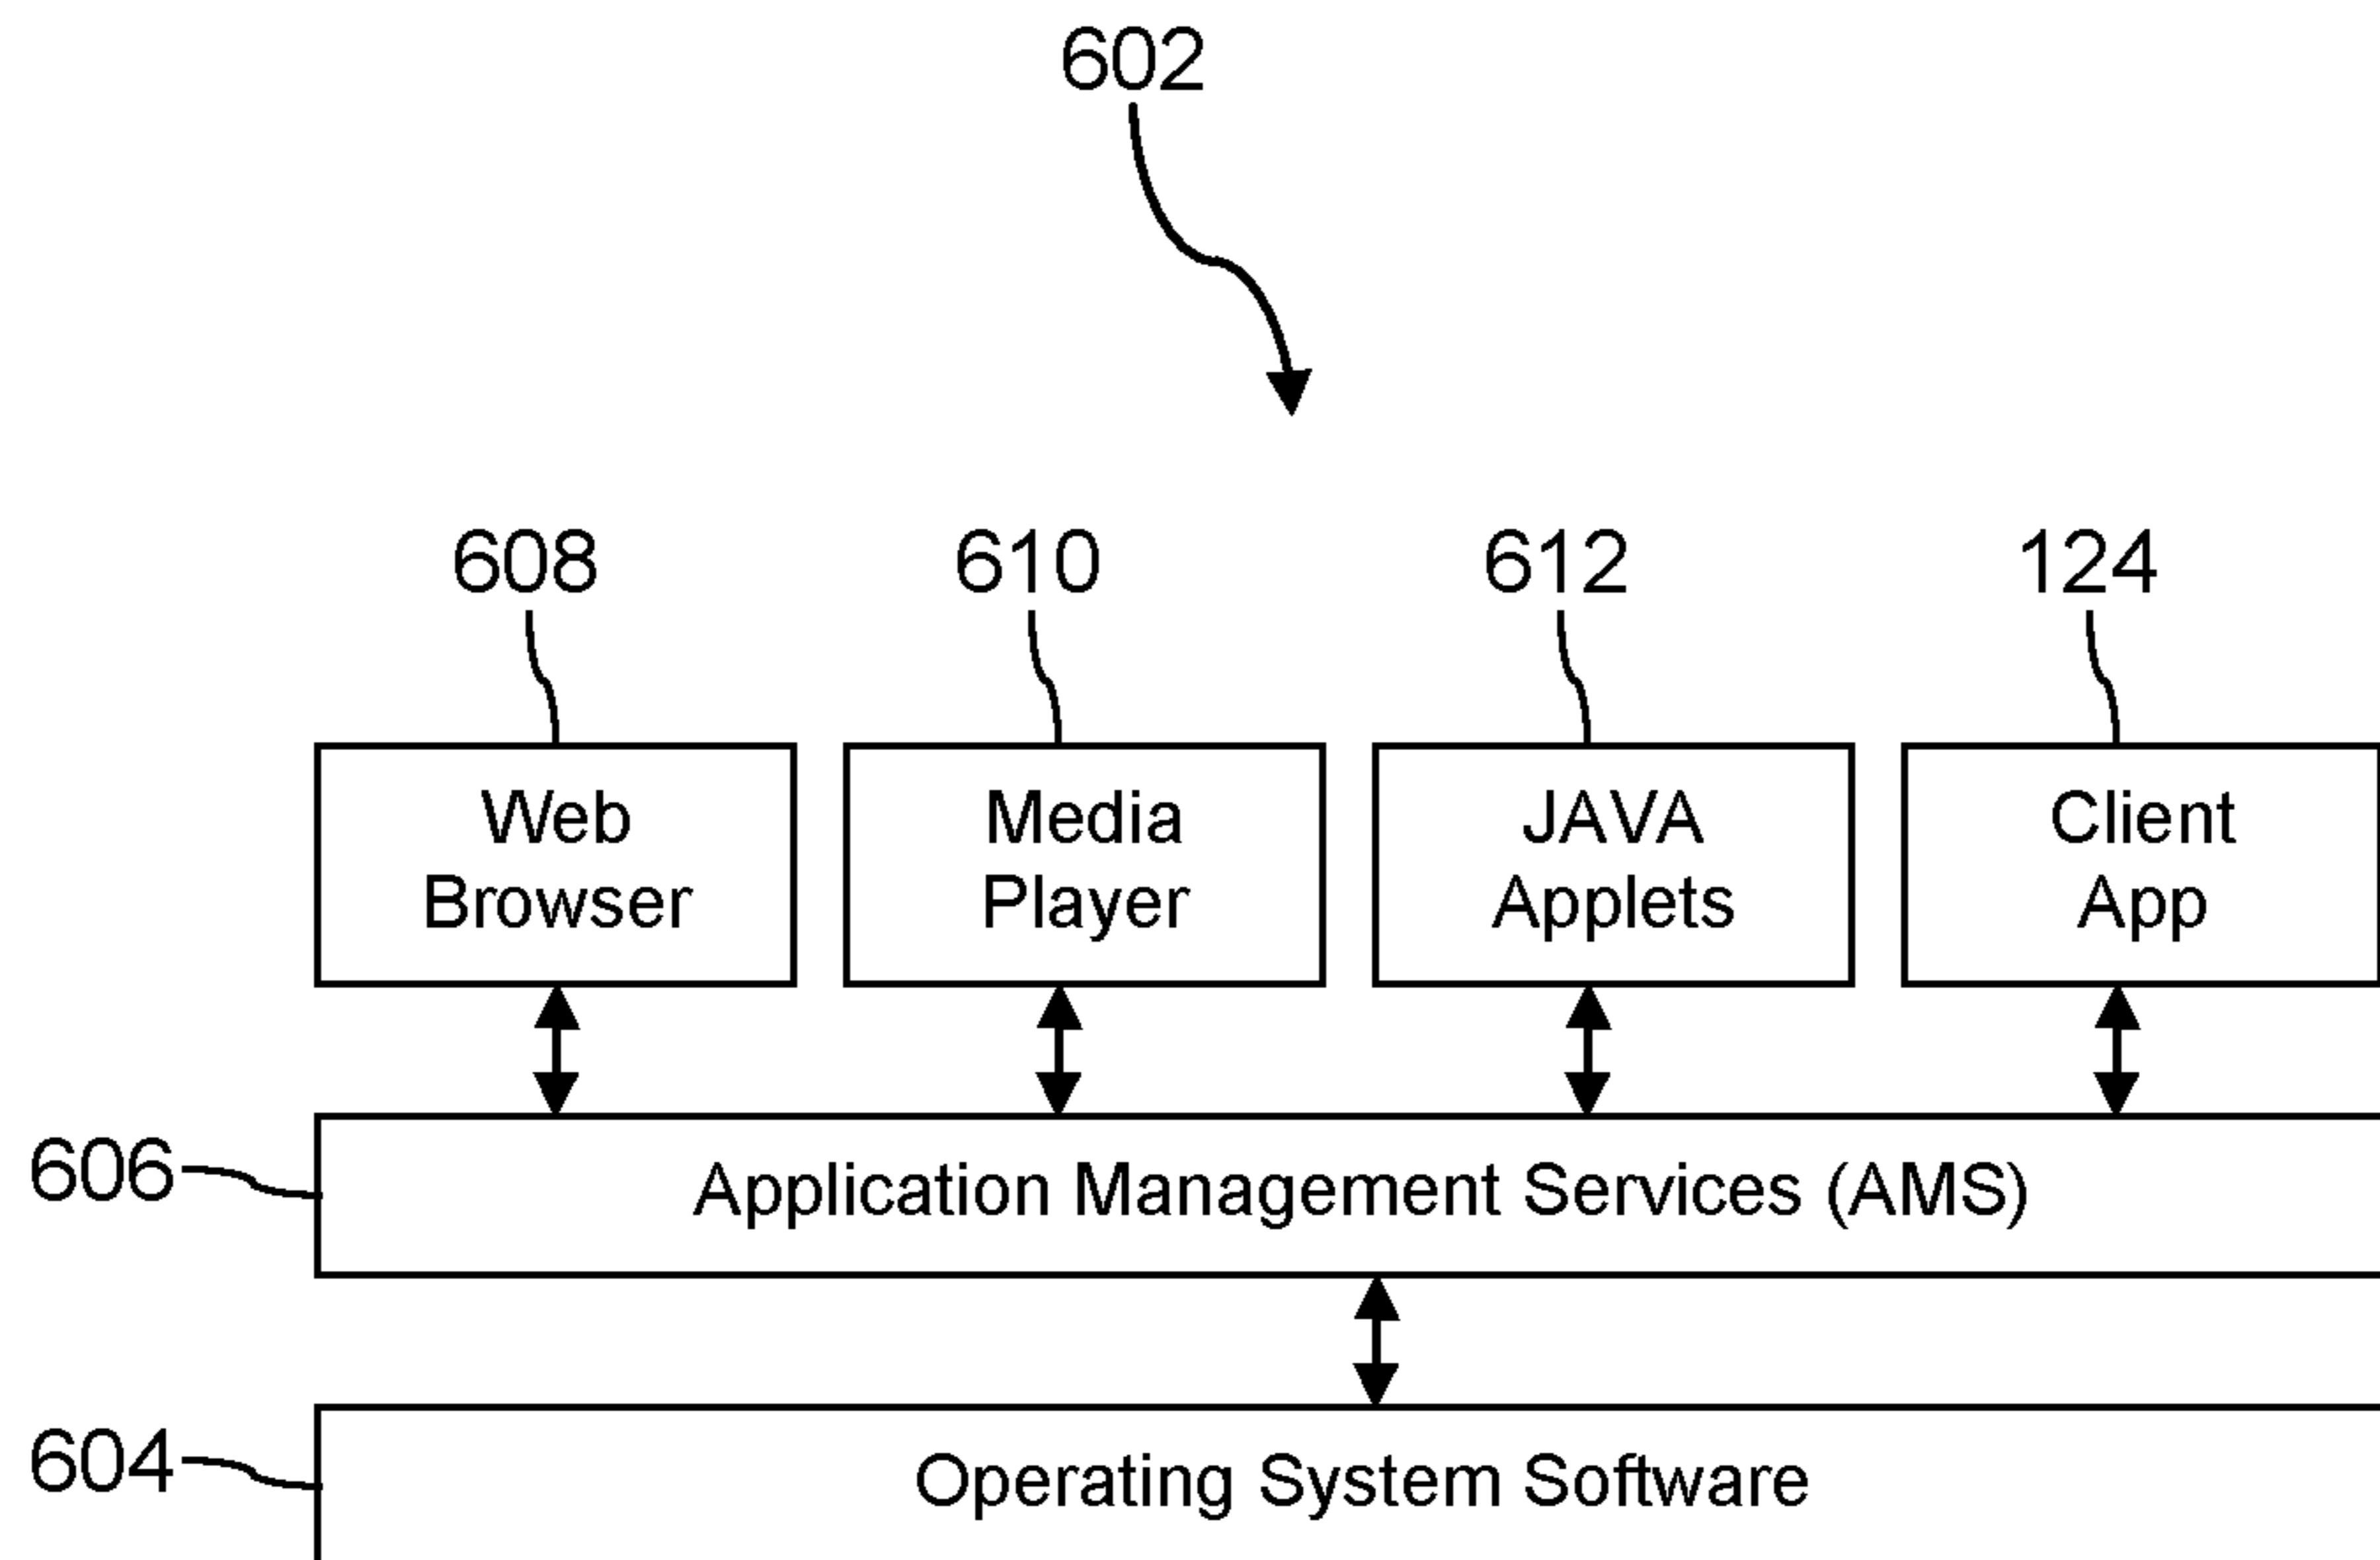 602
608 610 612 124
Web Browser
Media Player
JAVA Applets
Client App
606
Application Management Services (AMS)
604
Operating System Software